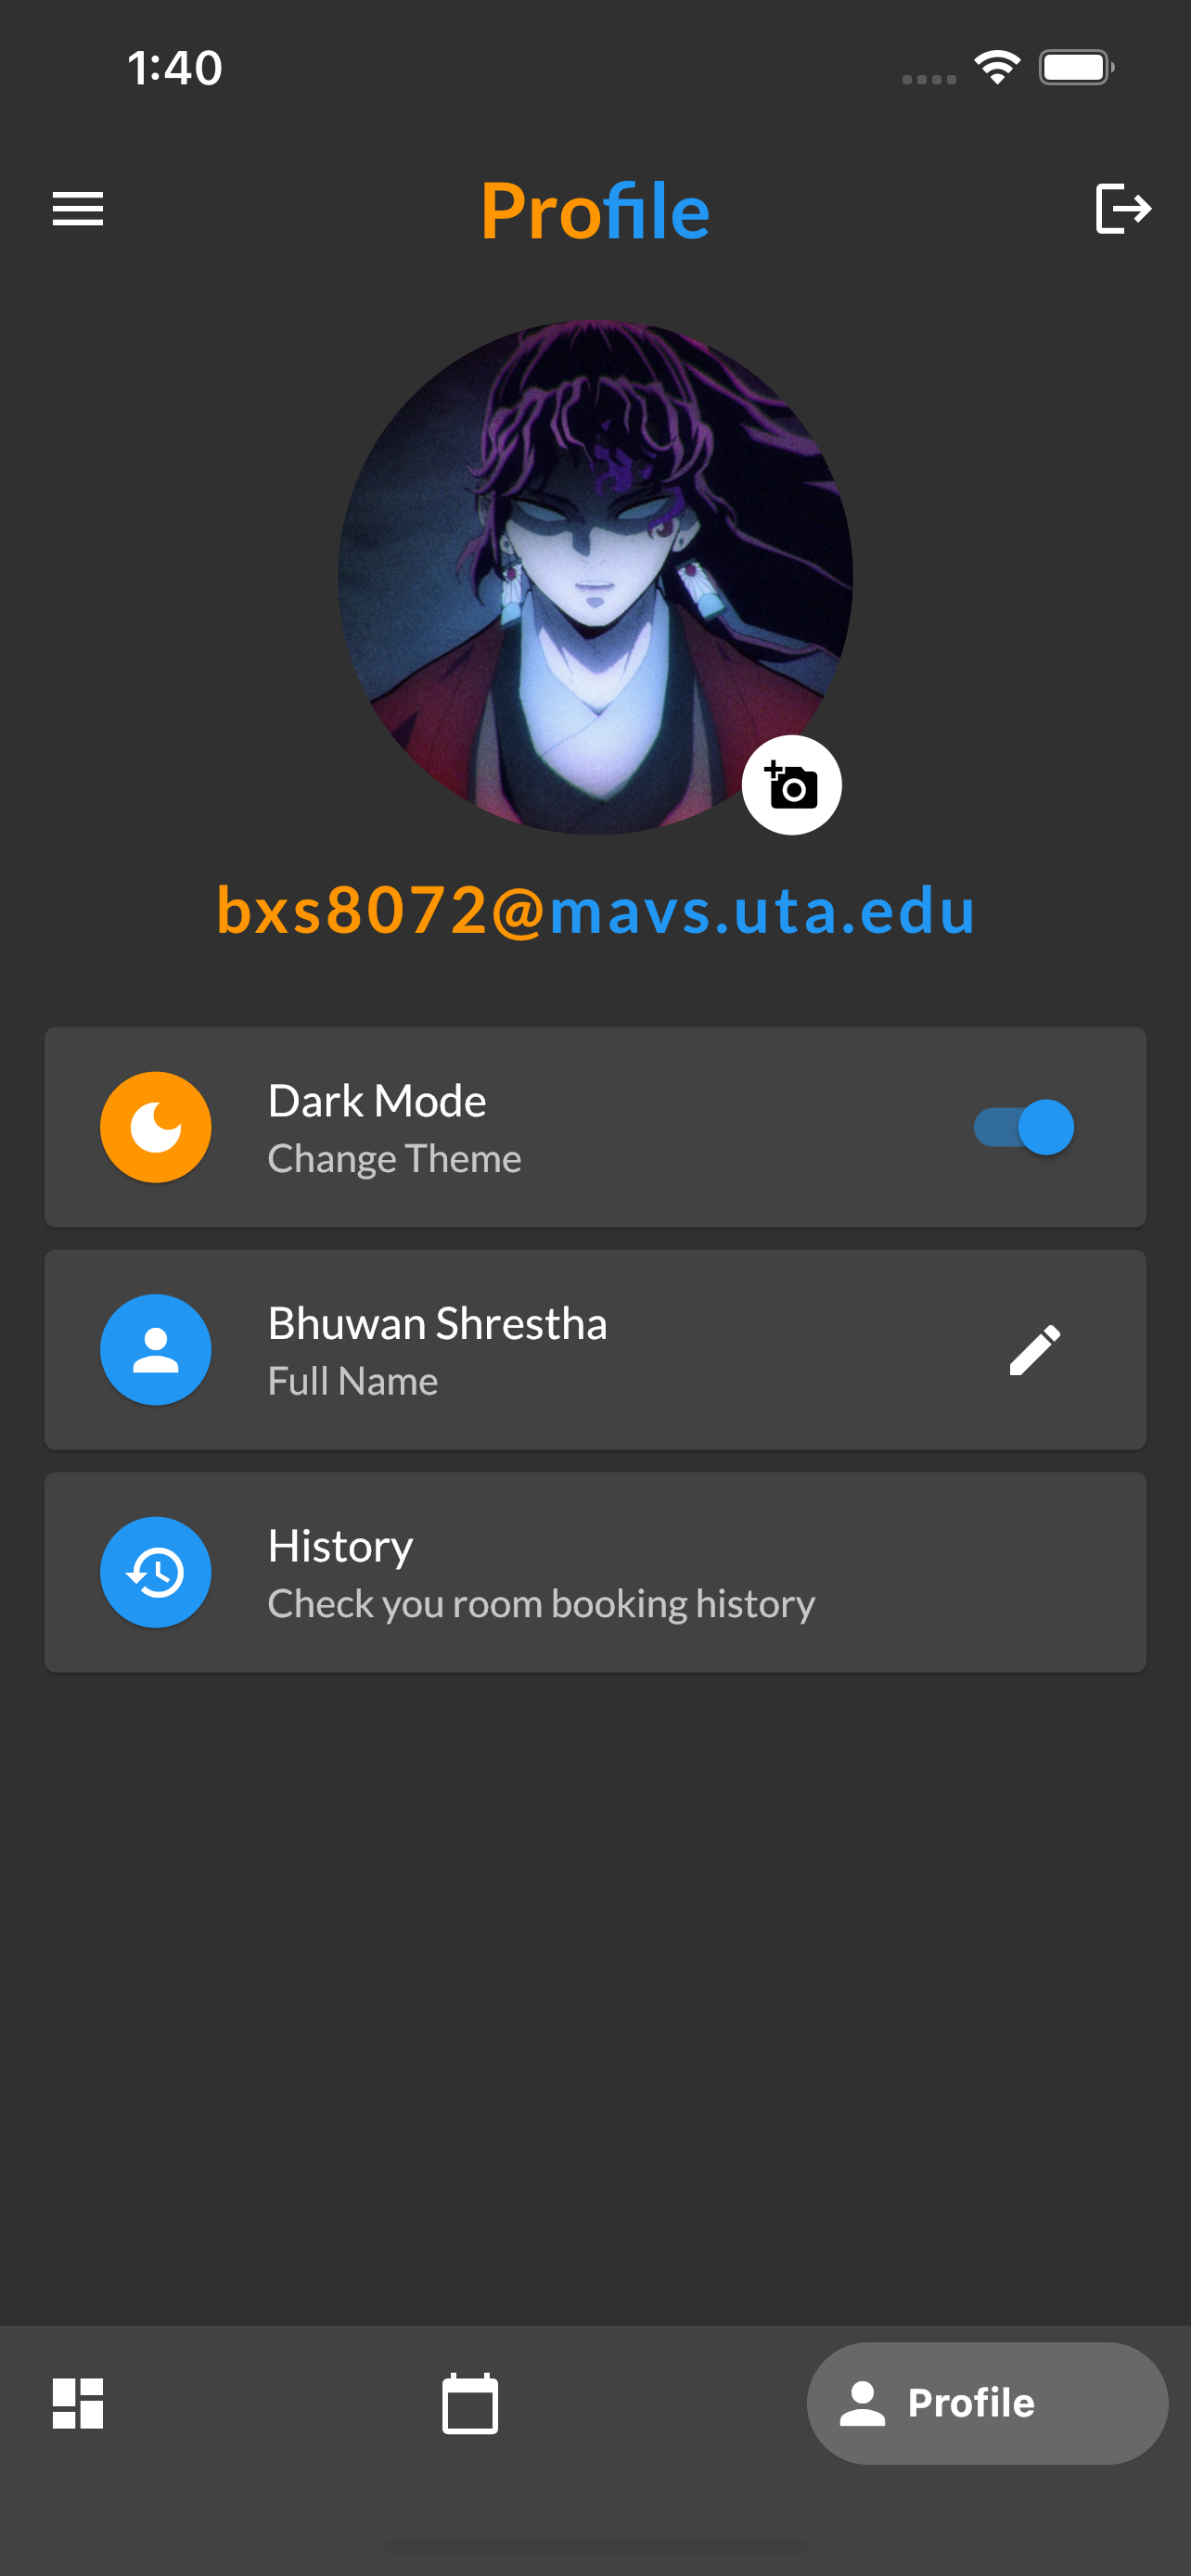 1:40
Profile
bxs8072@mavs.uta.edu
Dark Mode
Change Theme
Bhuwan Shrestha
Full Name
History
Check you room booking history
Profile